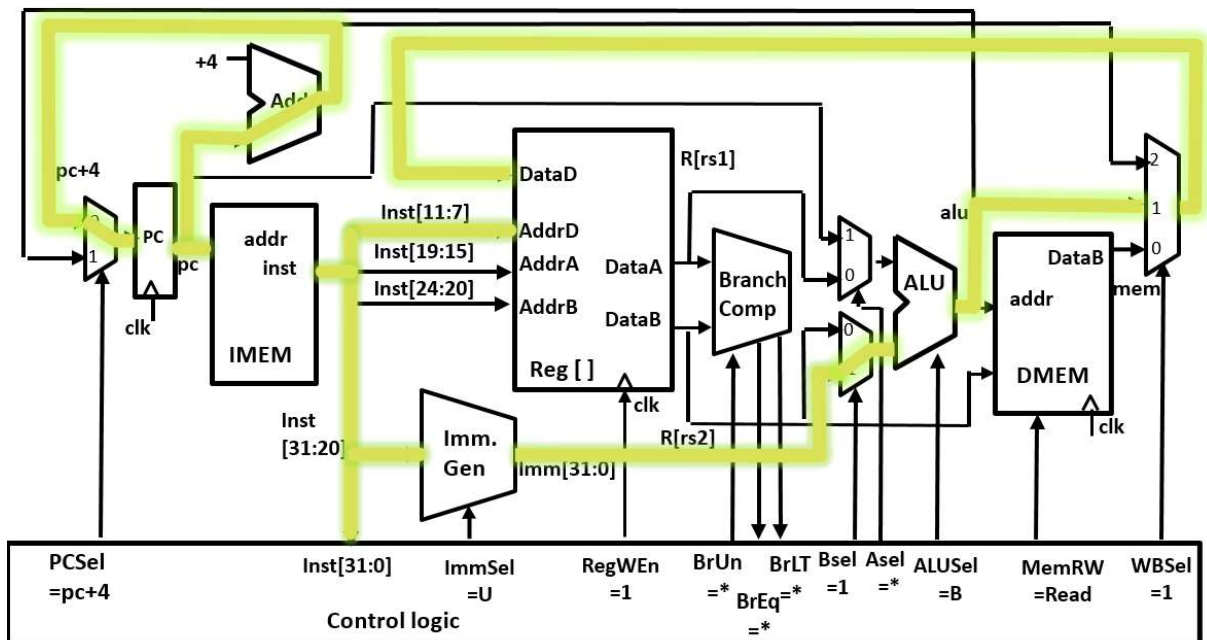 +4
Add
pc+4
0
1
PC
pc
clk
addr
inst
IMEM
Inst[11:7]
Inst[19:15]
Inst[24:20]
DataD
AddrD
AddrA
AddrB
DataA
DataB
Reg [ ]
clk
R[rs1]
R[rs2]
Branch
Comp
1
0
0
1
ALU
alu
addr
DataB
DMEM
clk
mem
2
1
0
Inst
[31:20]
Imm.
Gen
Imm[31:0]
PCSel
=pc+4
Inst[31:0]
ImmSel
=U
RegWEn
=1
BrUn
=*
BrEq
=*
BrLT
=*
Bsel
=1
Asel
=*
ALUSel
=B
MemRW
=Read
WBSel
=1
Control logic